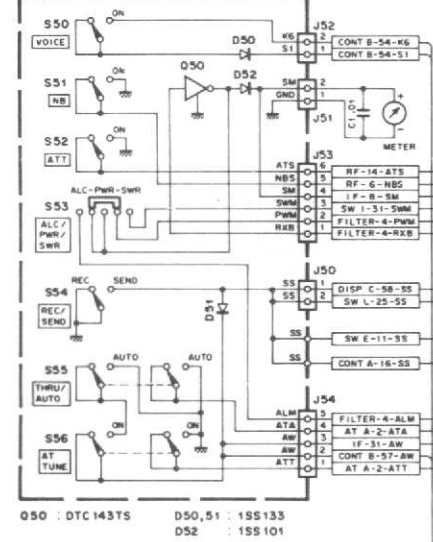 S50
VOICE
ON
J52
K6 2 CONT B-54-K6
S1 1 CONT B-54-S1
D50
Q50
D52
S51
NB
ON
SM 2
GND 1
J51
C1 .01
+
-
METER
S52
ATT
ON
J53
ATS 6 RF-14-ATS
NBS 5 RF-6-NBS
SM 4 IF-8-SM
SWM 3 SW I-31-SWM
PWM 2 FILTER-4-PWM
RXB 1 FILTER-4-RXB
ALC-PWR-SWR
S53
ALC/
PWR/
SWR
J50
SS 1 DISP C-58-SS
SS 2 SW L-25-SS
SS SW E-11-SS
SS CONT A-16-SS
REC SEND
S54
REC/
SEND
D51
AUTO AUTO
S55
THRU/
AUTO
J54
ALM 5 FILTER-4-ALM
ATA 4 AT A-2-ATA
AW 3 IF-31-AW
AW 2 CONT B-57-AW
ATT 1 AT A-2-ATT
ON ON
S56
AT
TUNE
Q50 : DTC143TS D50,51 : 1SS133
D52 : 1SS101